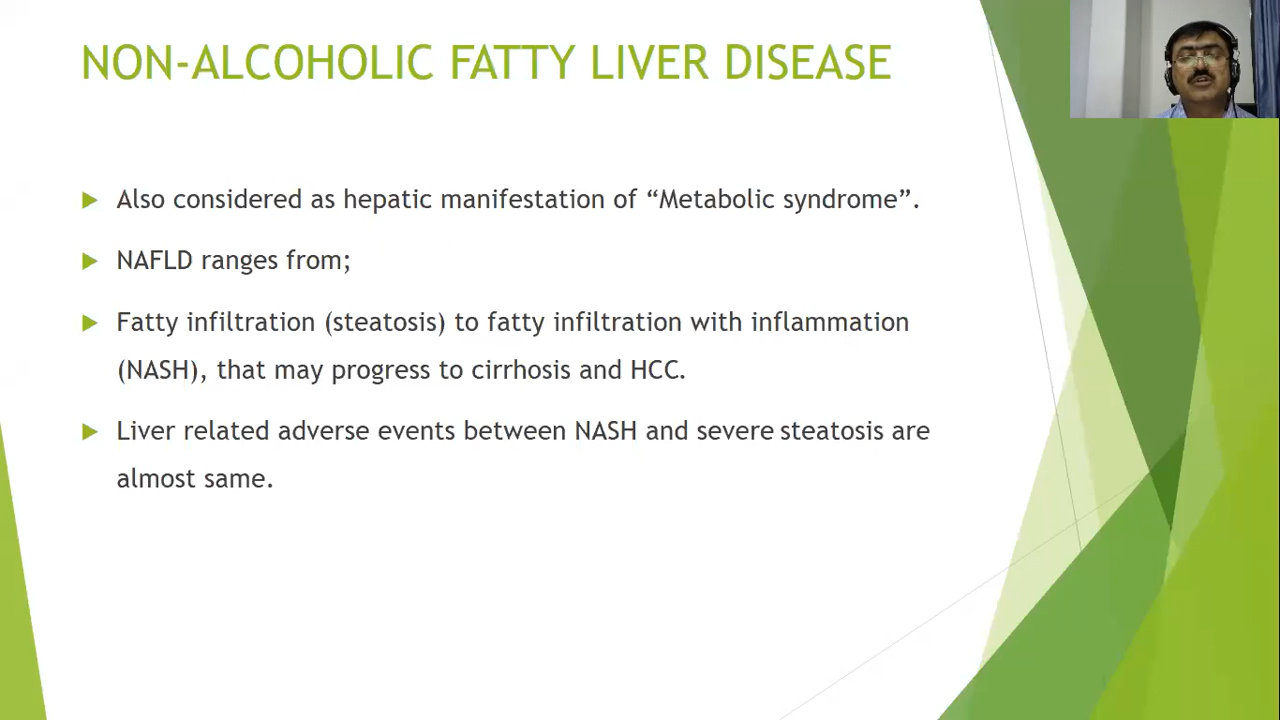 NON-ALCOHOLIC FATTY LIVER DISEASE
Also considered as hepatic manifestation of “Metabolic syndrome”.
NAFLD ranges from;
Fatty infiltration (steatosis) to fatty infiltration with inflammation
(NASH), that may progress to cirrhosis and HCC.
Liver related adverse events between NASH and severe steatosis are
almost same.